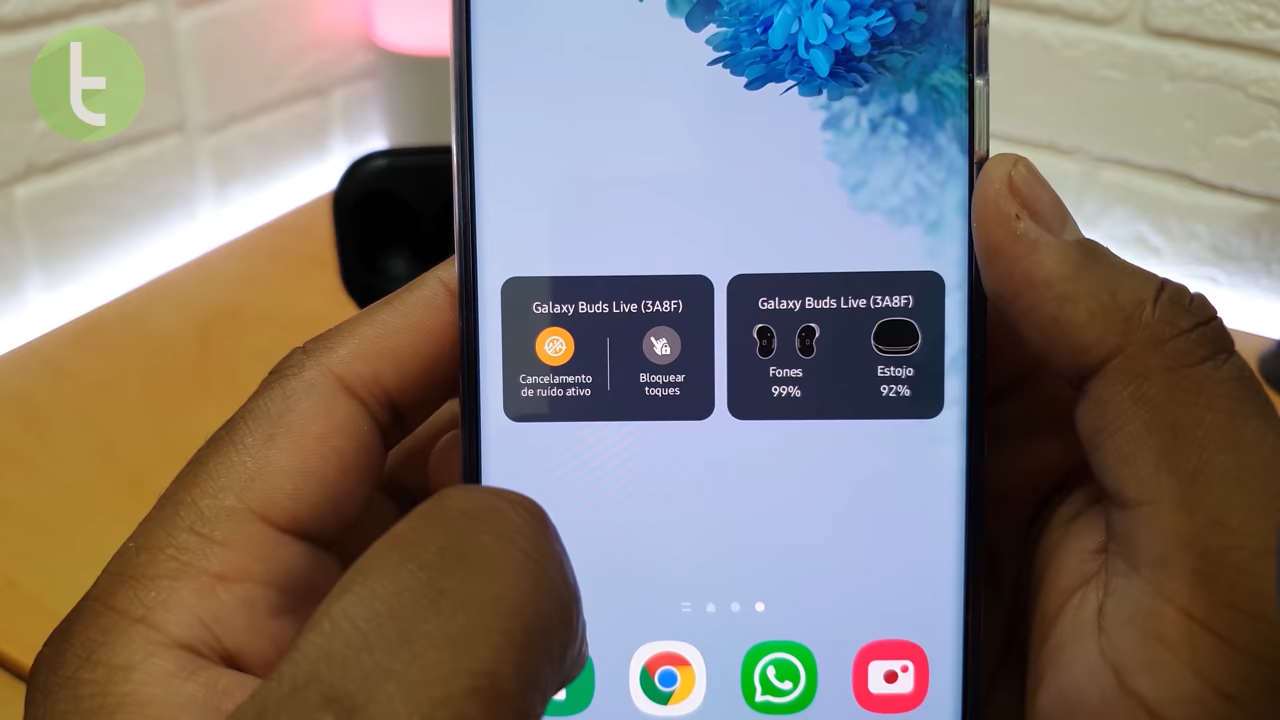 t
Galaxy Buds Live (3A8F)
Cancelamento
de ruído ativo
Bloquear
toques
Galaxy Buds Live (3A8F)
Fones
99%
Estojo
92%